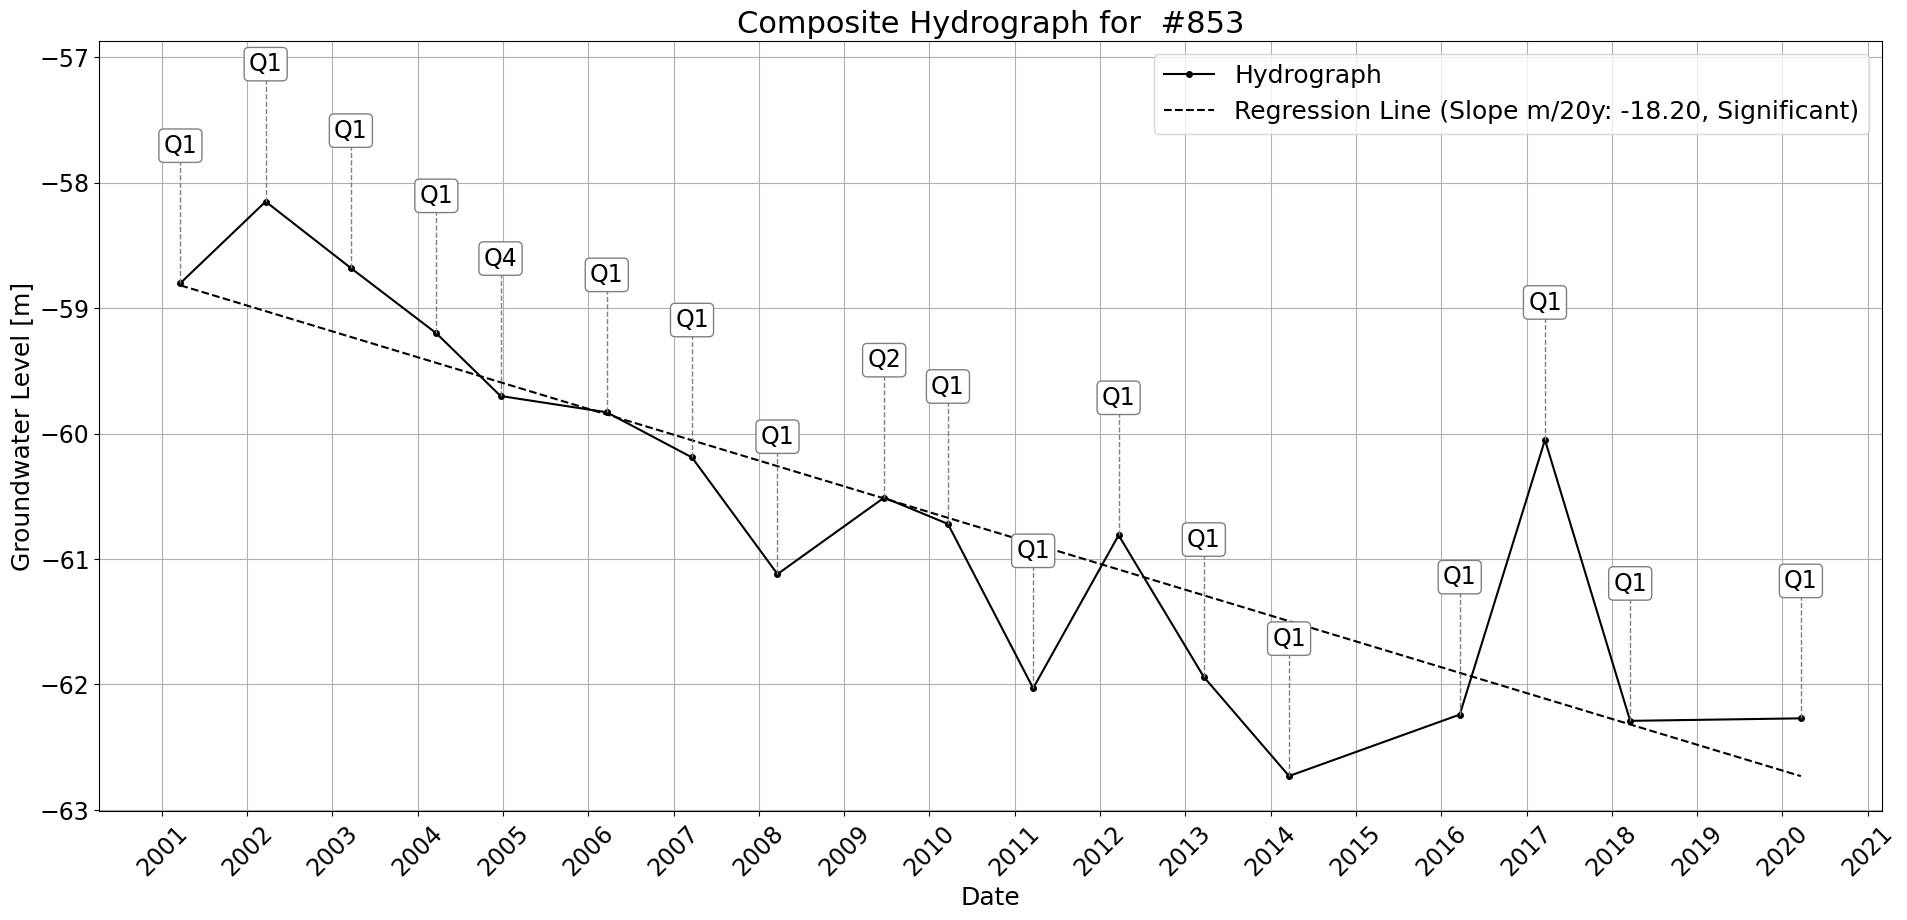 Composite Hydrograph for  #853
Hydrograph
Regression Line (Slope m/20y: -18.20, Significant)
Groundwater Level [m]
−57
−58
−59
−60
−61
−62
−63
Q1
Q1
Q1
Q1
Q4
Q1
Q1
Q1
Q2
Q1
Q1
Q1
Q1
Q1
Q1
Q1
Q1
Q1
2001
2002
2003
2004
2005
2006
2007
2008
2009
2010
2011
2012
2013
2014
2015
2016
2017
2018
2019
2020
2021
Date